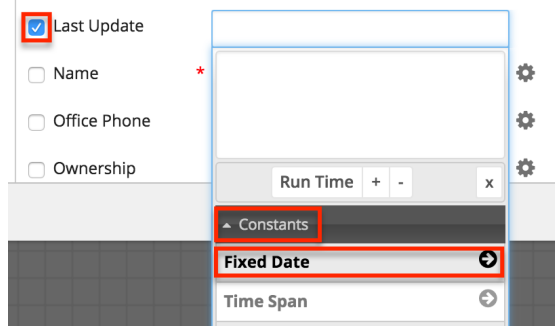 Last Update
Name *
Office Phone
Ownership
Run Time + - x
Constants
Fixed Date
Time Span